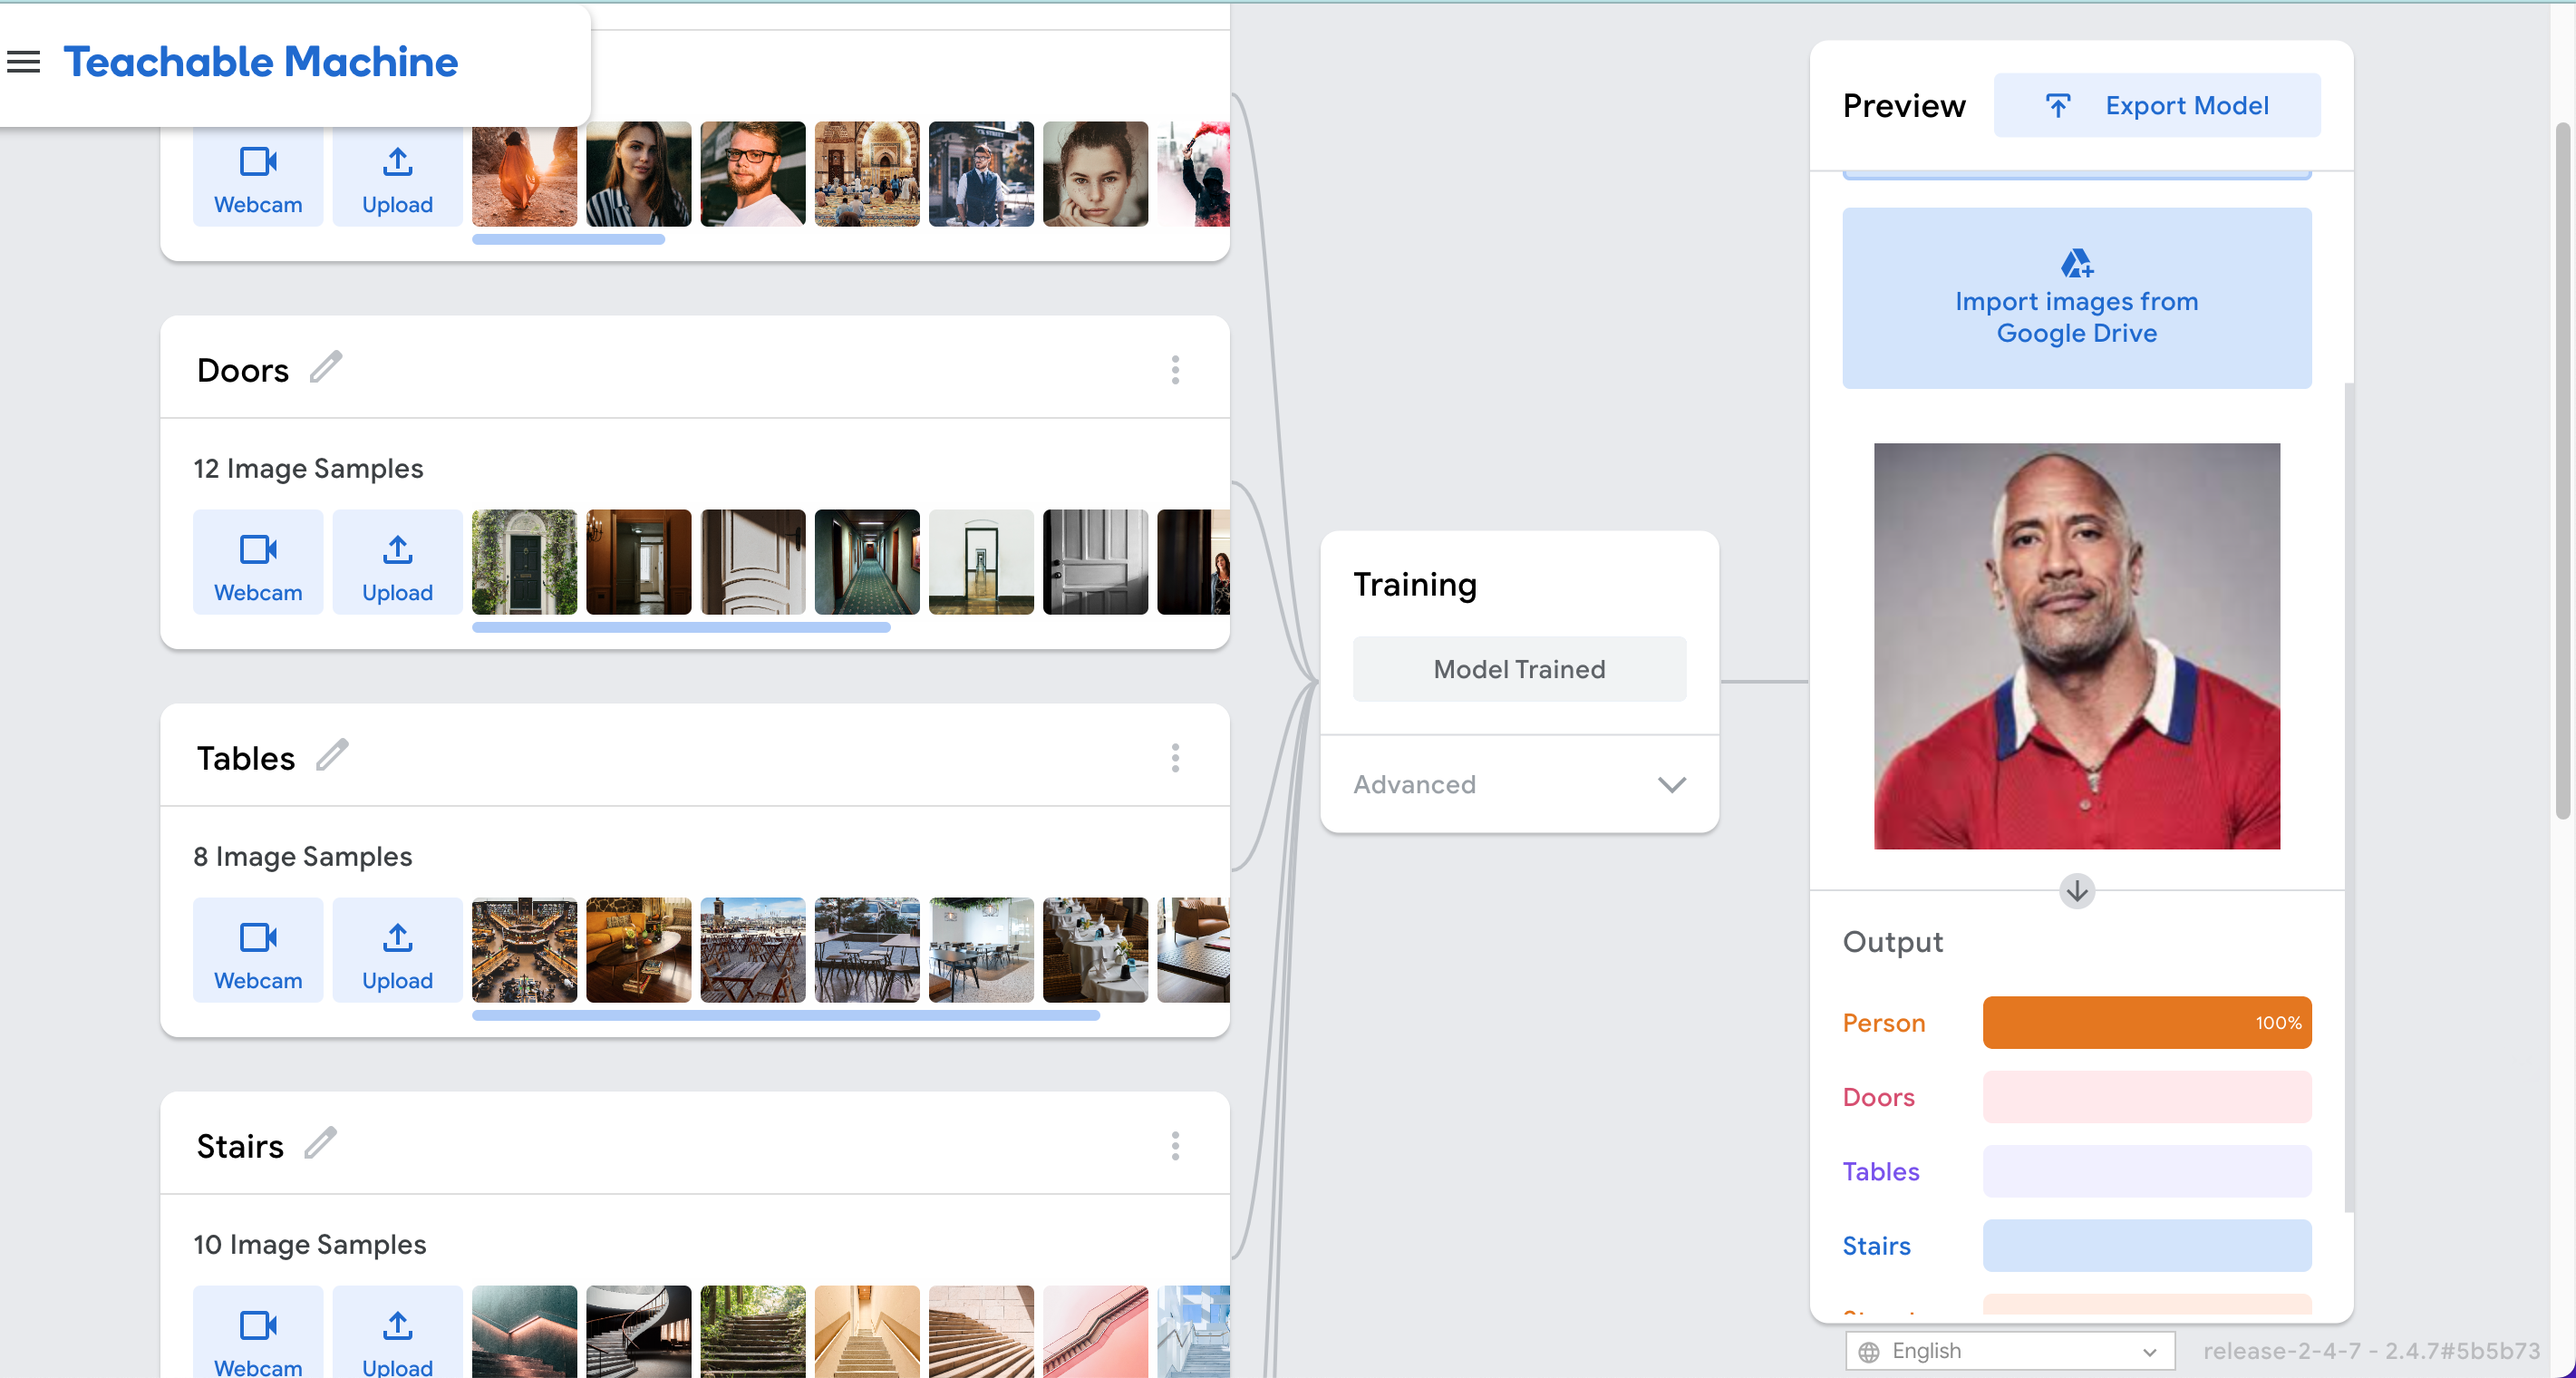 Teachable Machine
Webcam
Upload
Doors
12 Image Samples
Webcam
Upload
Tables
8 Image Samples
Webcam
Upload
Stairs
10 Image Samples
Webcam
Upload
Training
Model Trained
Advanced
Preview
Export Model
Import images from
Google Drive
Output
Person
100%
Doors
Tables
Stairs
English
release-2-4-7 - 2.4.7#5b5b73